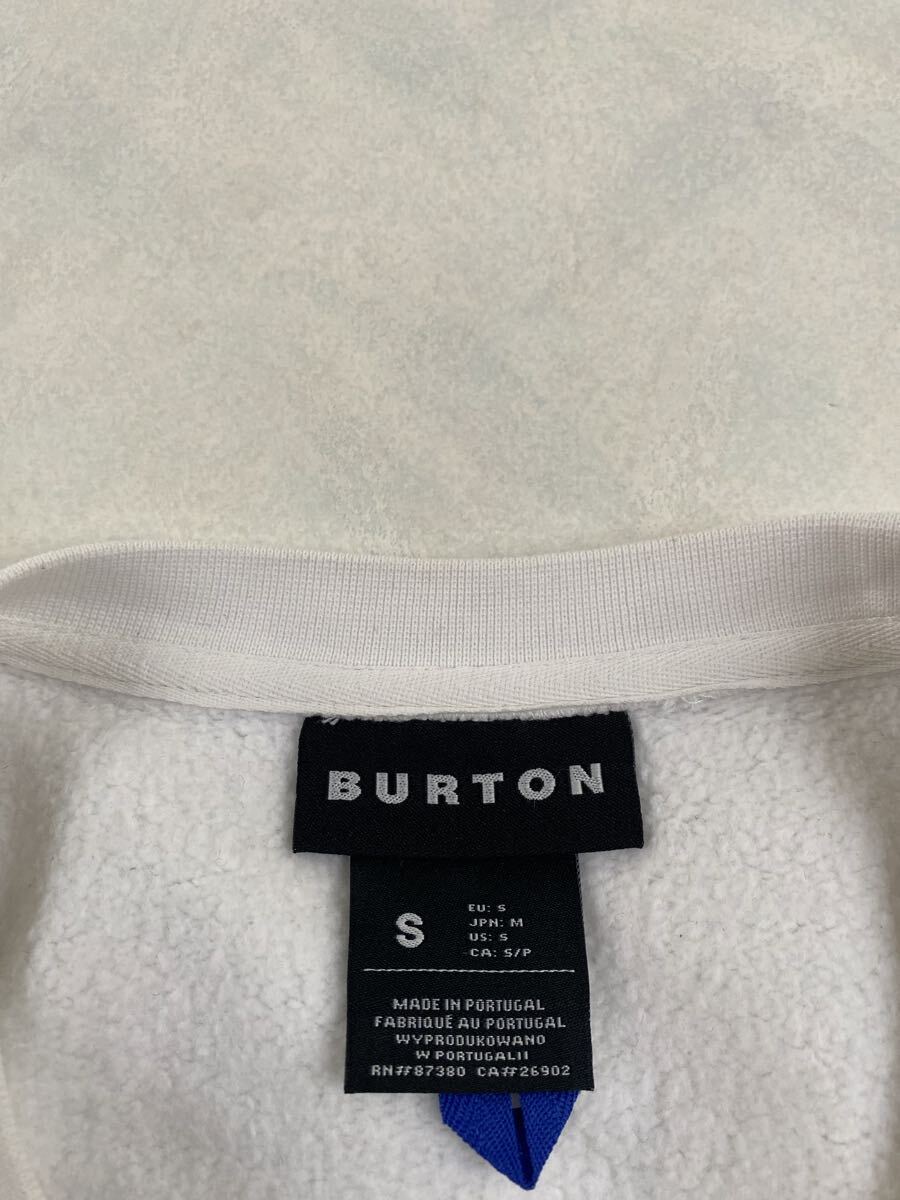 BURTON
S
EU: S
JPN: M
US: S
CA: S/P
MADE IN PORTUGAL
FABRIQUÉ AU PORTUGAL
WYPRODUKOWANO
W PORTUGALII
RN##87380 CA##26902